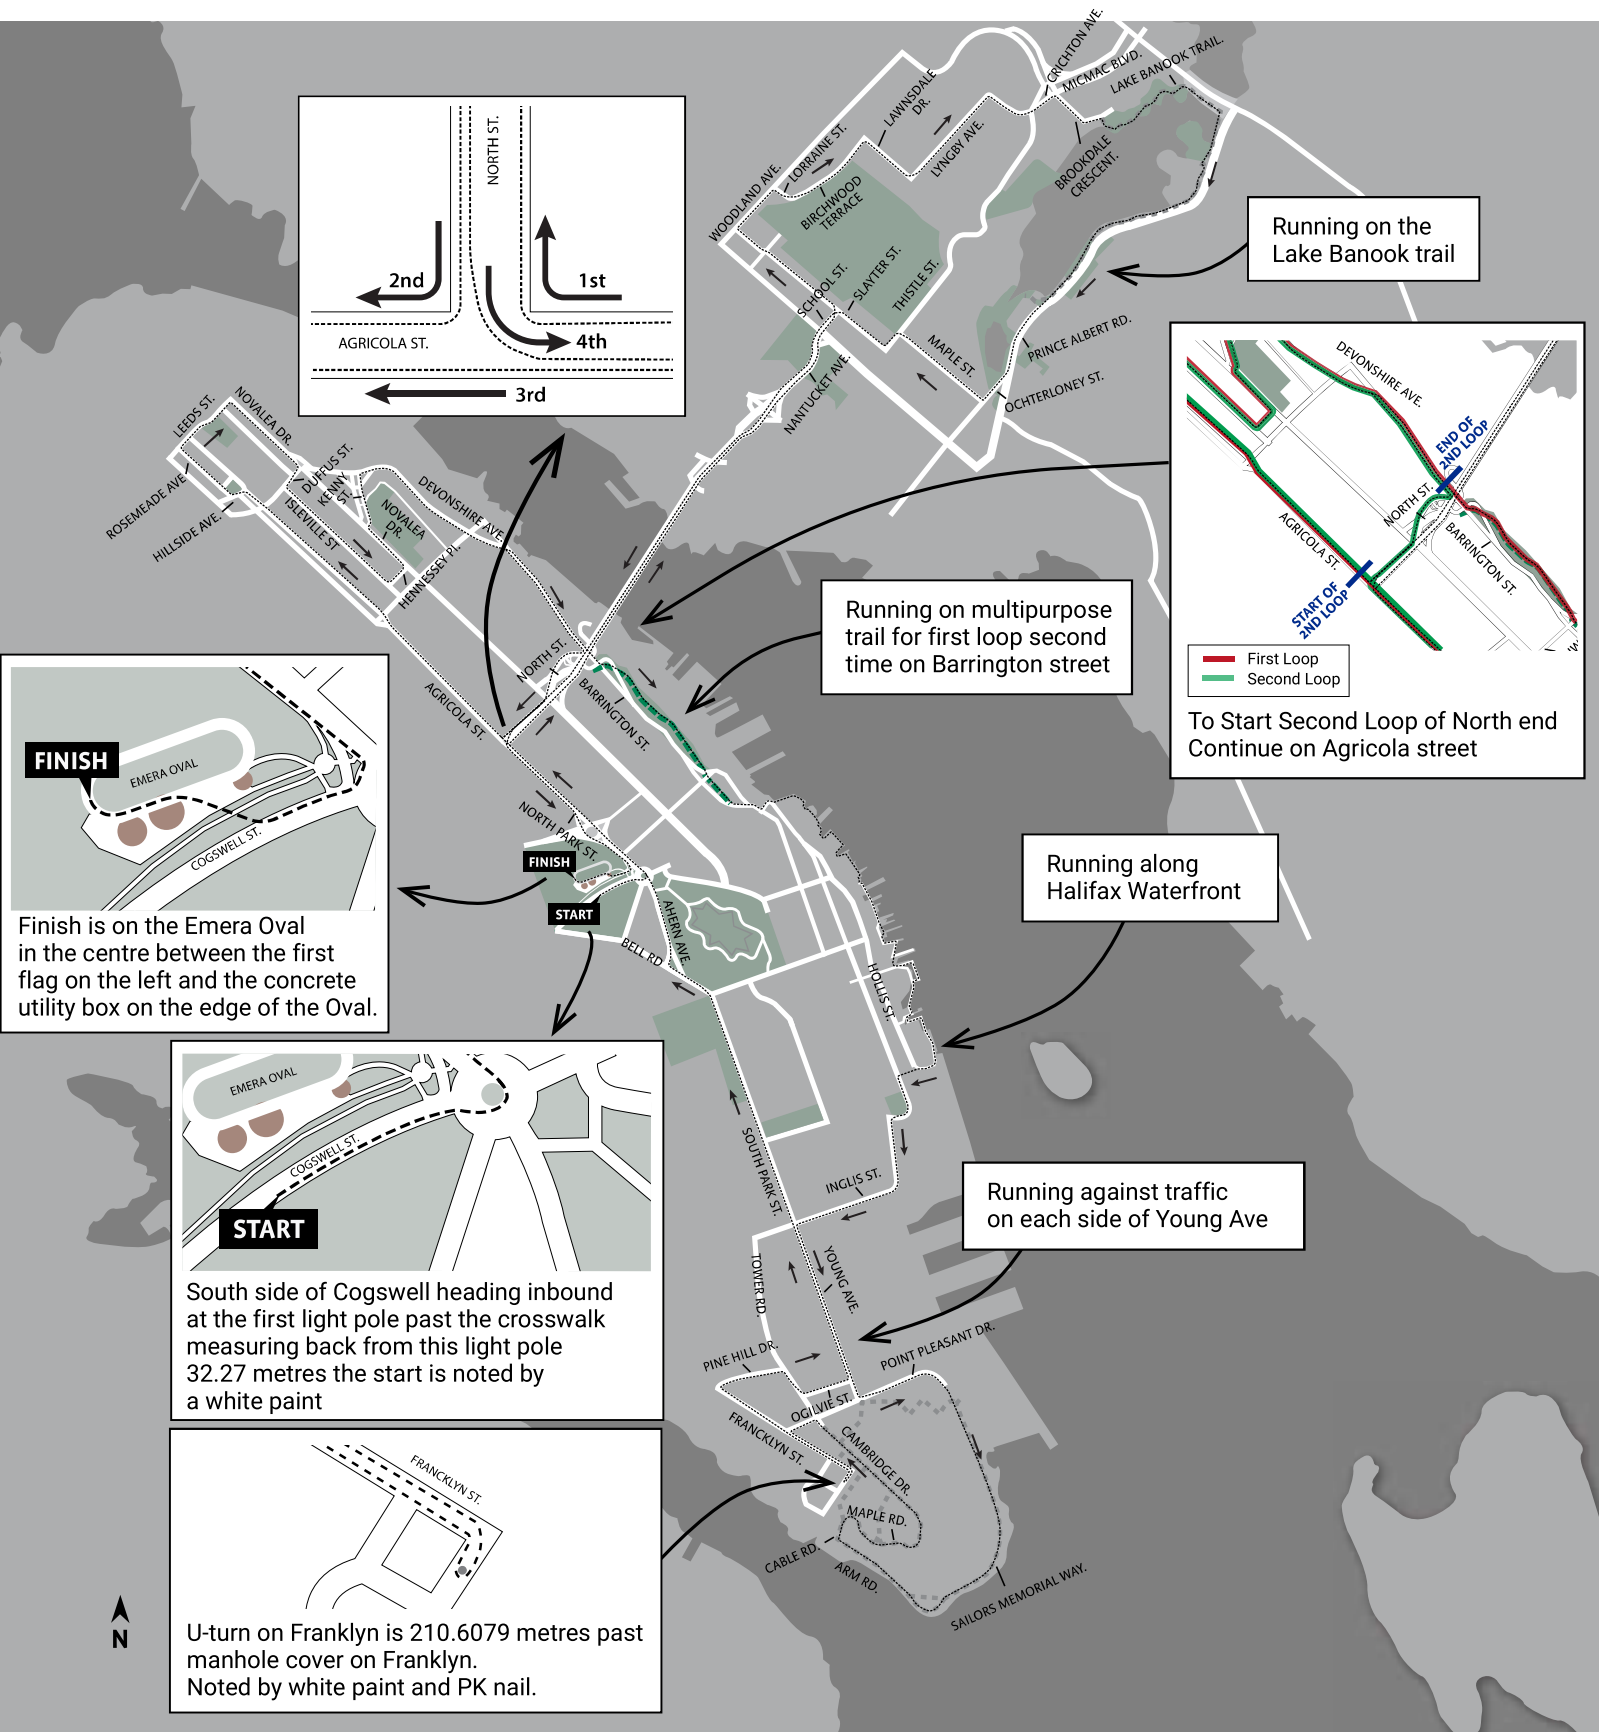 CRICHTON AVE.
MICMAC BLVD.
LAKE BANOOK TRAIL.
LAWNSDALE
DR.
LORRAINE ST.
LYNGBY AVE.
BROOKDALE
CRESCENT.
WOODLAND AVE.
BIRCHWOOD
TERRACE
SCHOOL ST.
SLAYTER ST.
THISTLE ST.
MAPLE ST.
PRINCE ALBERT RD.
OCHTERLONEY ST.
NANTUCKET AVE.
Running on the
Lake Banook trail
NORTH ST.
2nd
1st
AGRICOLA ST.
4th
3rd
DEVONSHIRE AVE.
END OF
2ND LOOP
NORTH ST.
AGRICOLA ST.
BARRINGTON ST.
START OF
2ND LOOP
First Loop
Second Loop
To Start Second Loop of North end
Continue on Agricola street
LEEDS ST.
NOVALEA DR.
DUFFUS ST.
KENNY
ST.
ROSEMEADE AVE
HILLSIDE AVE.
ISLEVILLE ST
NOVALEA
DR.
DEVONSHIRE AVE.
HENNESSEY PL.
Running on multipurpose
trail for first loop second
time on Barrington street
NORTH ST.
AGRICOLA ST.
BARRINGTON ST.
FINISH
EMERA OVAL
COGSWELL ST.
Finish is on the Emera Oval
in the centre between the first
flag on the left and the concrete
utility box on the edge of the Oval.
NORTH PARK ST.
FINISH
START
AHERN AVE.
BELL RD
Running along
Halifax Waterfront
HOLLIS ST.
EMERA OVAL
COGSWELL ST.
START
South side of Cogswell heading inbound
at the first light pole past the crosswalk
measuring back from this light pole
32.27 metres the start is noted by
a white paint
SOUTH PARK ST.
INGLIS ST.
Running against traffic
on each side of Young Ave
TOWER RD.
YOUNG AVE.
PINE HILL DR.
POINT PLEASANT DR.
OGILVIE ST.
FRANCKLYN ST.
CAMBRIDGE DR.
MAPLE RD.
CABLE RD.
ARM RD.
SAILORS MEMORIAL WAY.
FRANCKLYN ST.
U-turn on Franklyn is 210.6079 metres past
manhole cover on Franklyn.
Noted by white paint and PK nail.
N